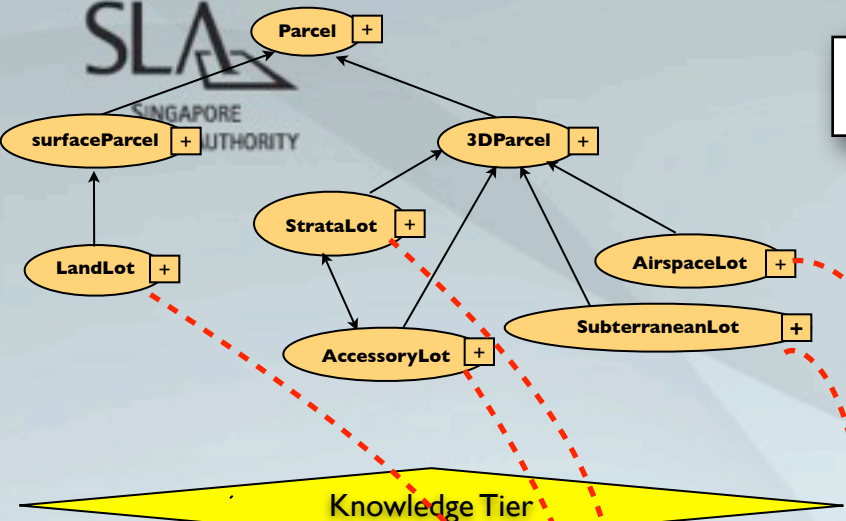 SLA
Parcel +
SINGAPORE
AUTHORITY
surfaceParcel +
3DParcel +
StrataLot +
LandLot +
AirspaceLot +
SubterraneanLot +
AccessoryLot +
Knowledge Tier